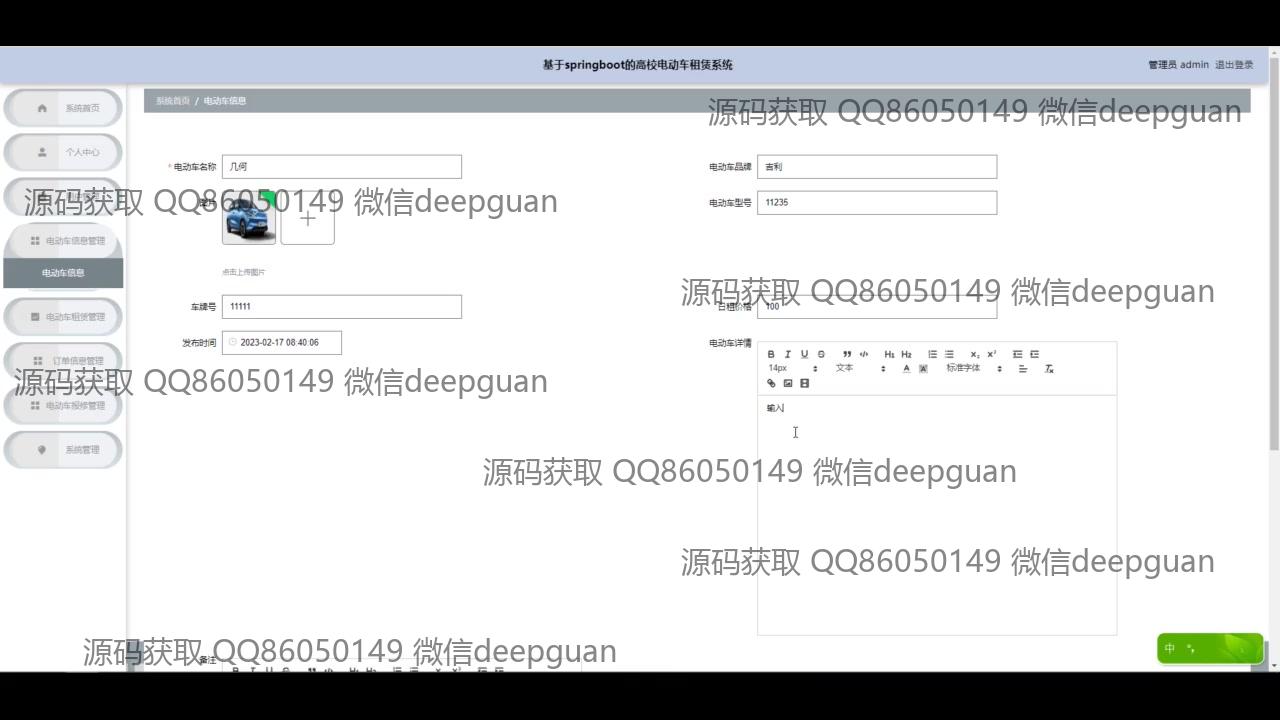 基于springboot的高校电动车租赁系统
管理员 admin 退出登录
系统首页 / 电动车信息
源码获取 QQ86050149 微信deepguan
系统首页
个人中心
* 电动车名称 几何
电动车品牌 吉利
源码获取 QQ86050149 微信deepguan
电动车型号 11235
电动车信息管理
电动车信息
点击上传图片
源码获取 QQ86050149 微信deepguan
车牌号 11111
日租价格 100
电动车租赁管理
发布时间 2023-02-17 08:40:06
电动车详情
B I U S ” </> H1 H2 x₂ x²
14px 文本 A 标准字体
订单信息管理
源码获取 QQ86050149 微信deepguan
电动车报修管理
输入
系统管理
源码获取 QQ86050149 微信deepguan
源码获取 QQ86050149 微信deepguan
源码获取 QQ86050149 微信deepguan
备注
中 °,